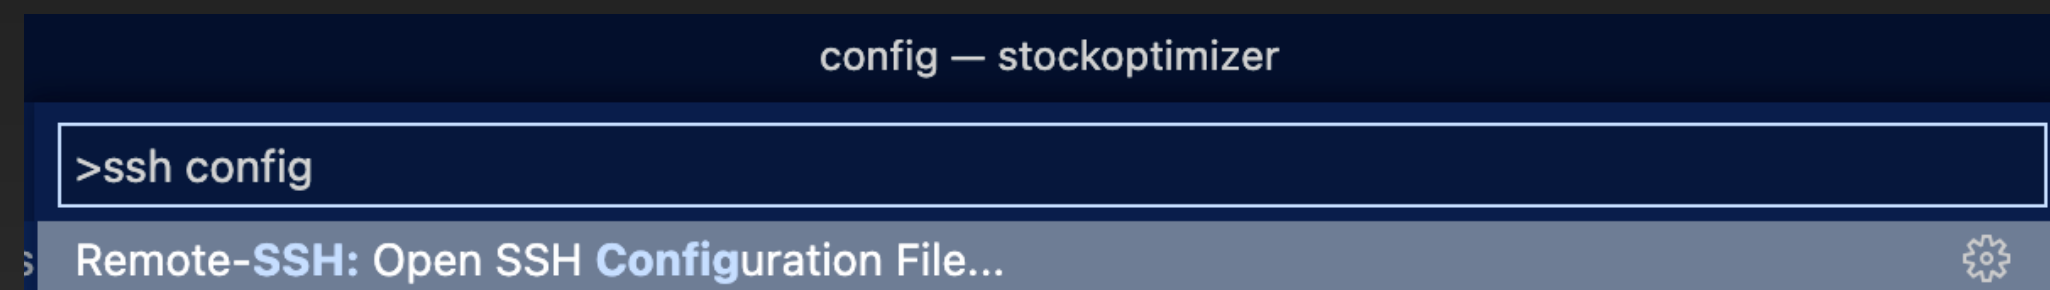 config — stockoptimizer
>ssh config
Remote-SSH: Open SSH Configuration File...